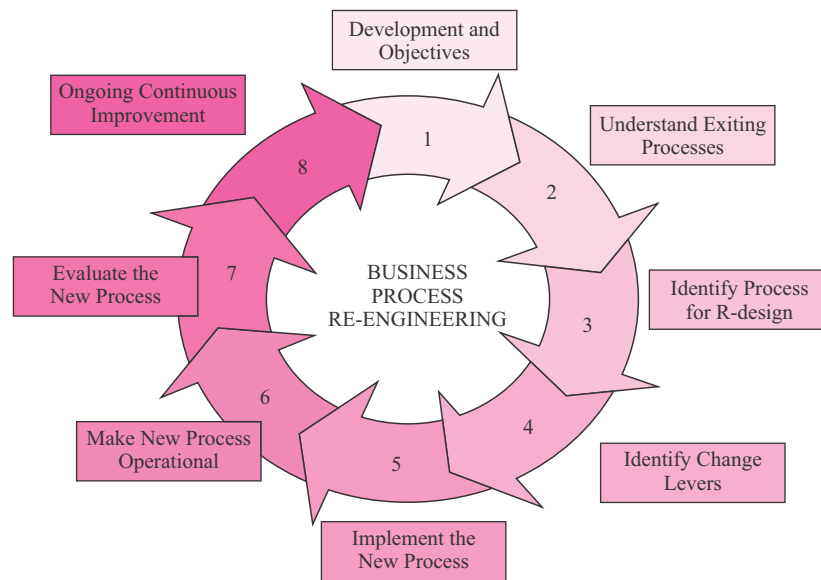 Development and
Objectives
1
Understand Exiting
Processes
2
Identify Process
for R-design
3
Identify Change
Levers
4
Implement the
New Process
5
Make New Process
Operational
6
Evaluate the
New Process
7
Ongoing Continuous
Improvement
8
BUSINESS
PROCESS
RE-ENGINEERING